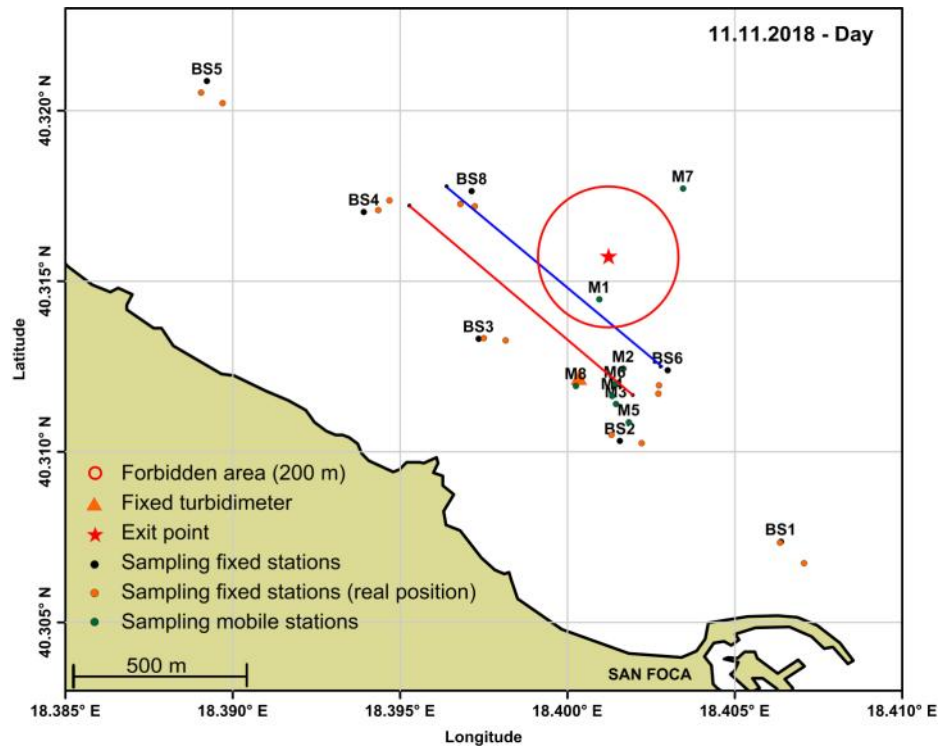 11.11.2018 - Day
BS5
M7
BS8
BS4
M1
BS3
M2
BS6
M8
M6
M4
M3
M5
BS2
BS1
Forbidden area (200 m)
Fixed turbidimeter
Exit point
Sampling fixed stations
Sampling fixed stations (real position)
Sampling mobile stations
500 m
SAN FOCA
40.320° N
40.315° N
40.310° N
40.305° N
Latitude
18.385° E 18.390° E 18.395° E 18.400° E 18.405° E 18.410° E
Longitude